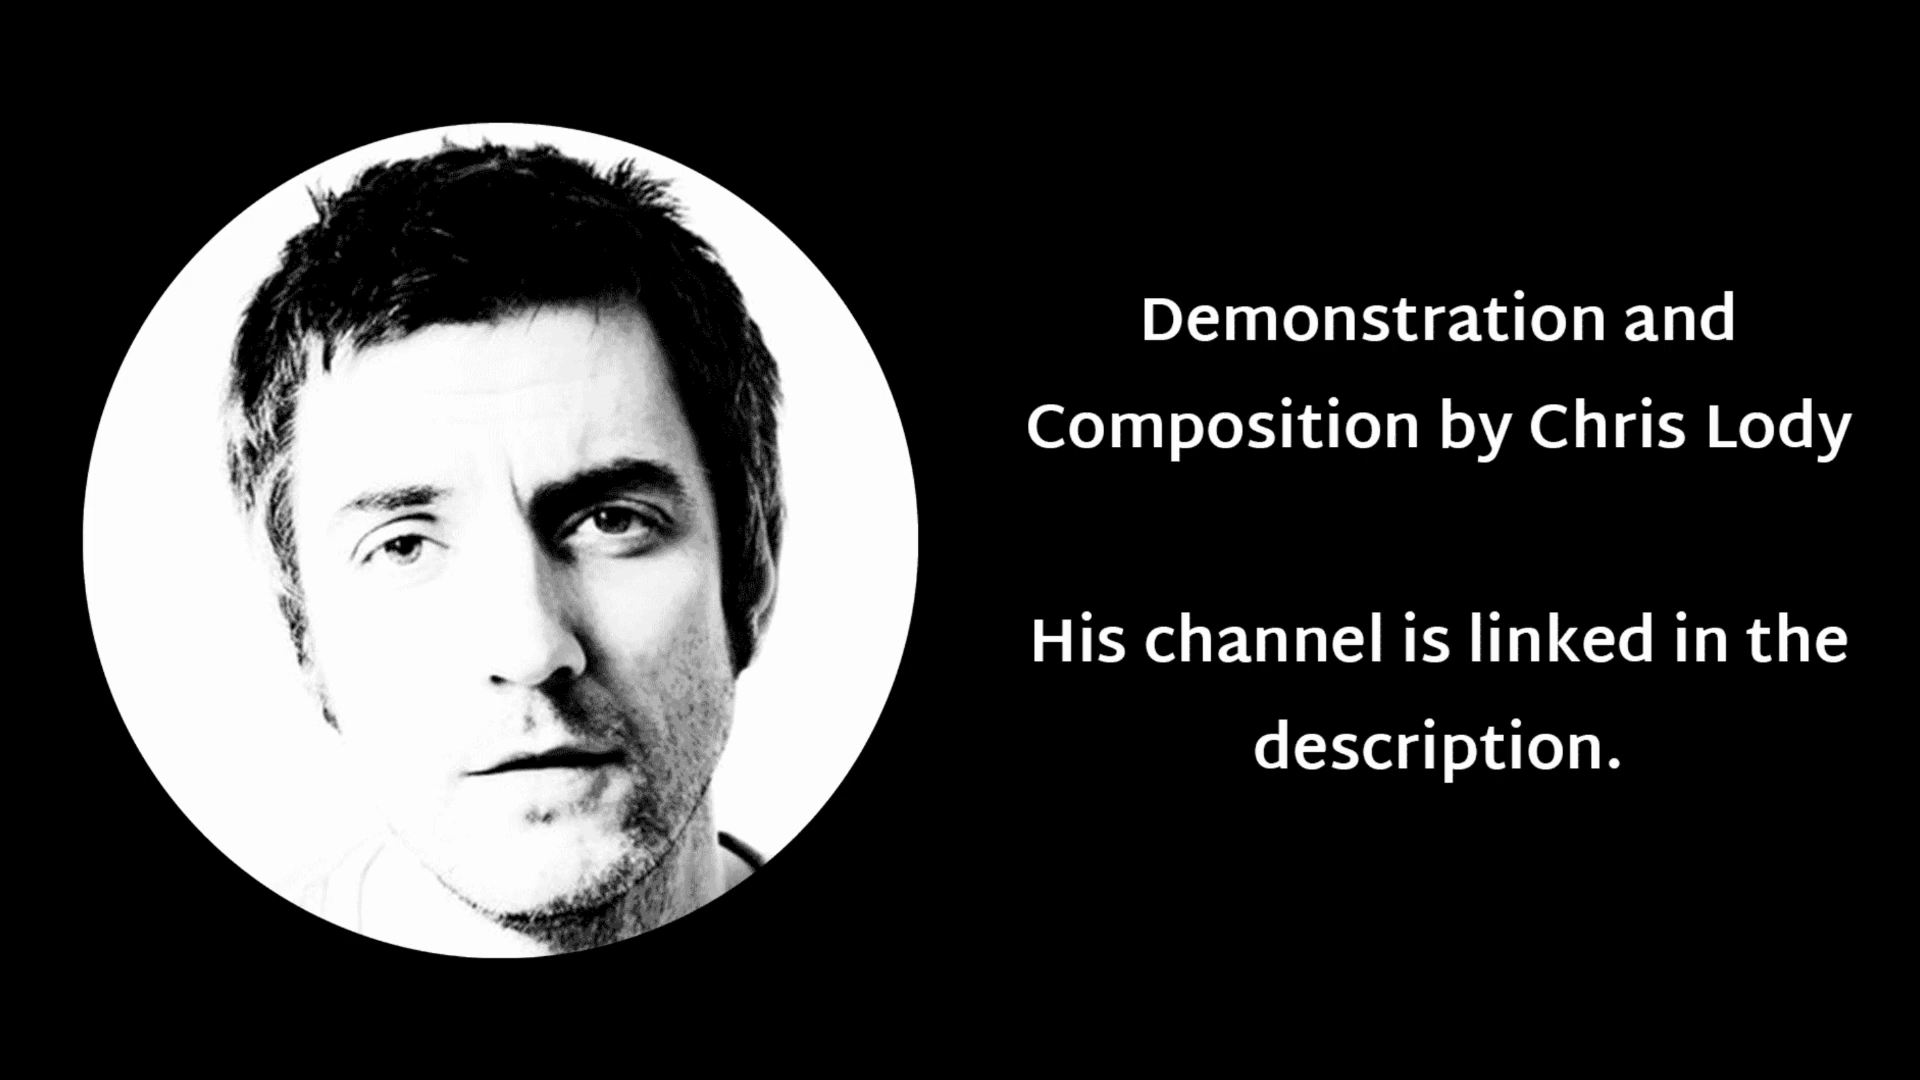 Demonstration and
Composition by Chris Lody
His channel is linked in the
description.